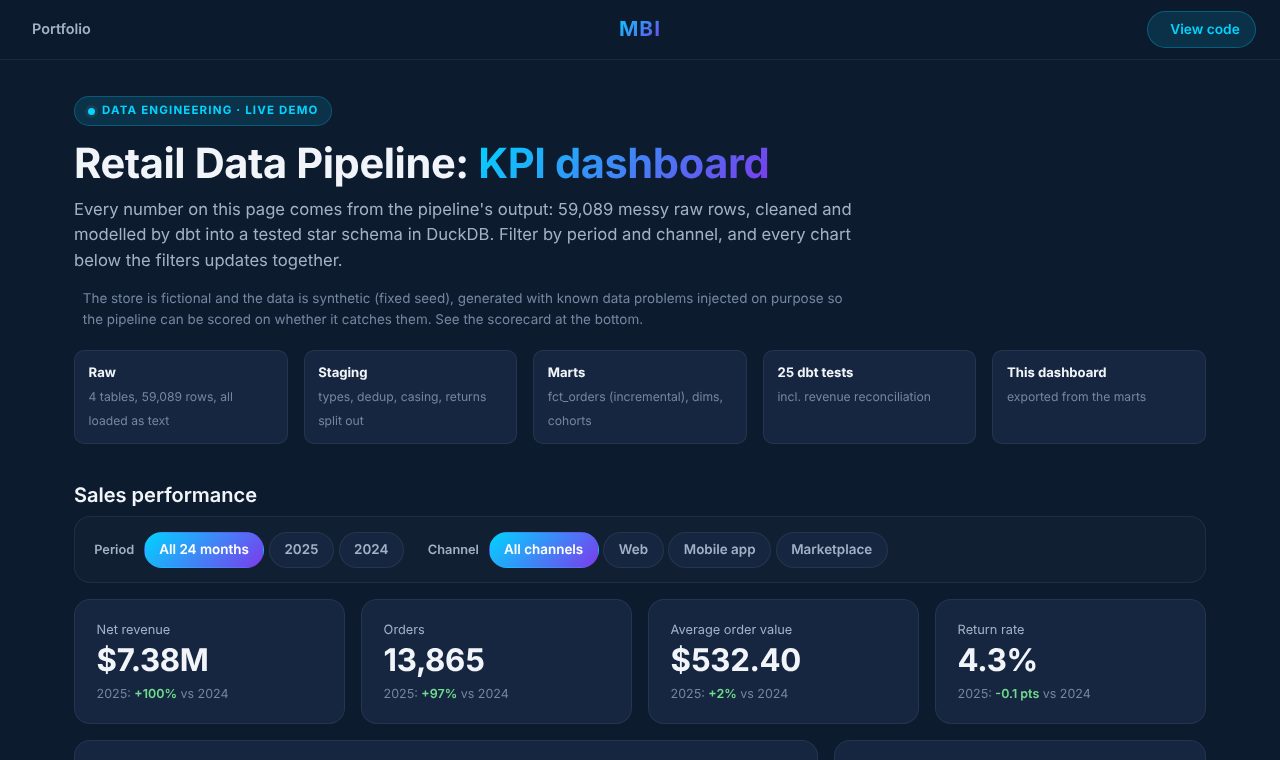 Portfolio
MBI
View code
DATA ENGINEERING · LIVE DEMO
Retail Data Pipeline: KPI dashboard
Every number on this page comes from the pipeline's output: 59,089 messy raw rows, cleaned and
modelled by dbt into a tested star schema in DuckDB. Filter by period and channel, and every chart
below the filters updates together.
The store is fictional and the data is synthetic (fixed seed), generated with known data problems injected on purpose so
the pipeline can be scored on whether it catches them. See the scorecard at the bottom.
Raw
4 tables, 59,089 rows, all
loaded as text
Staging
types, dedup, casing, returns
split out
Marts
fct_orders (incremental), dims,
cohorts
25 dbt tests
incl. revenue reconciliation
This dashboard
exported from the marts
Sales performance
Period All 24 months 2025 2024 Channel All channels Web Mobile app Marketplace
Net revenue
$7.38M
2025: +100% vs 2024
Orders
13,865
2025: +97% vs 2024
Average order value
$532.40
2025: +2% vs 2024
Return rate
4.3%
2025: -0.1 pts vs 2024